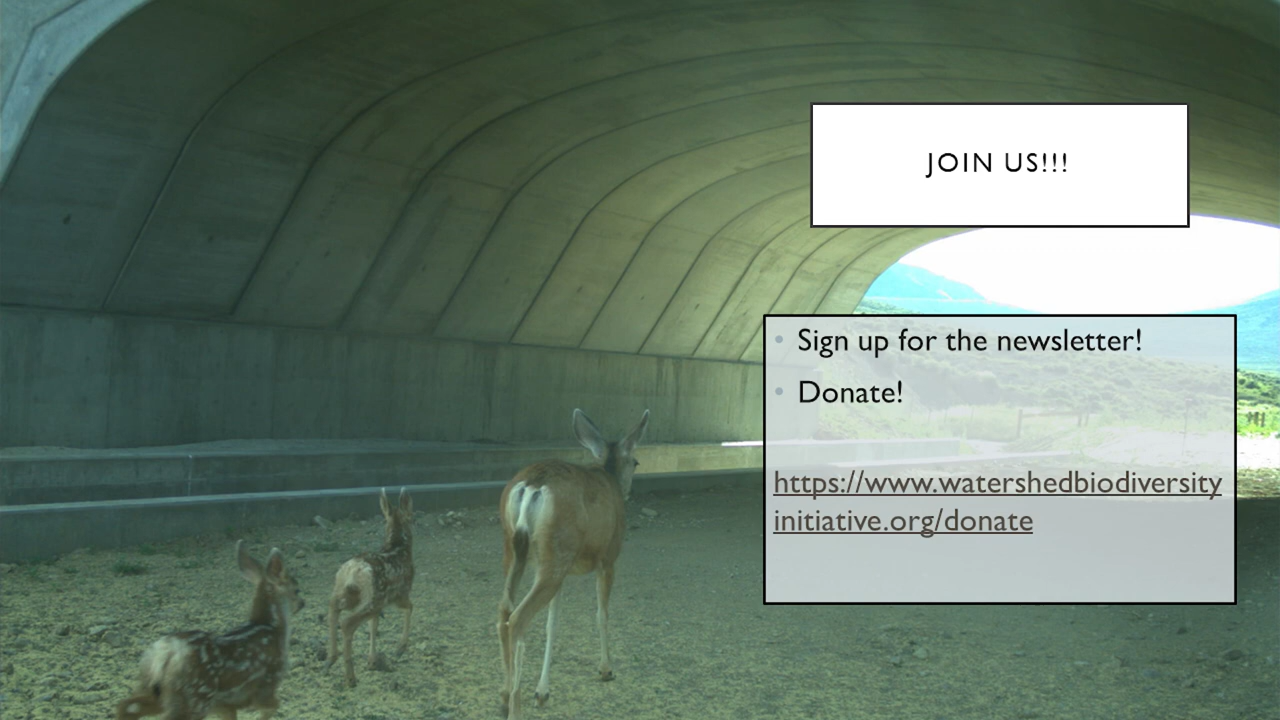 JOIN US!!!
• Sign up for the newsletter!
• Donate!
https://www.watershedbiodiversity
initiative.org/donate